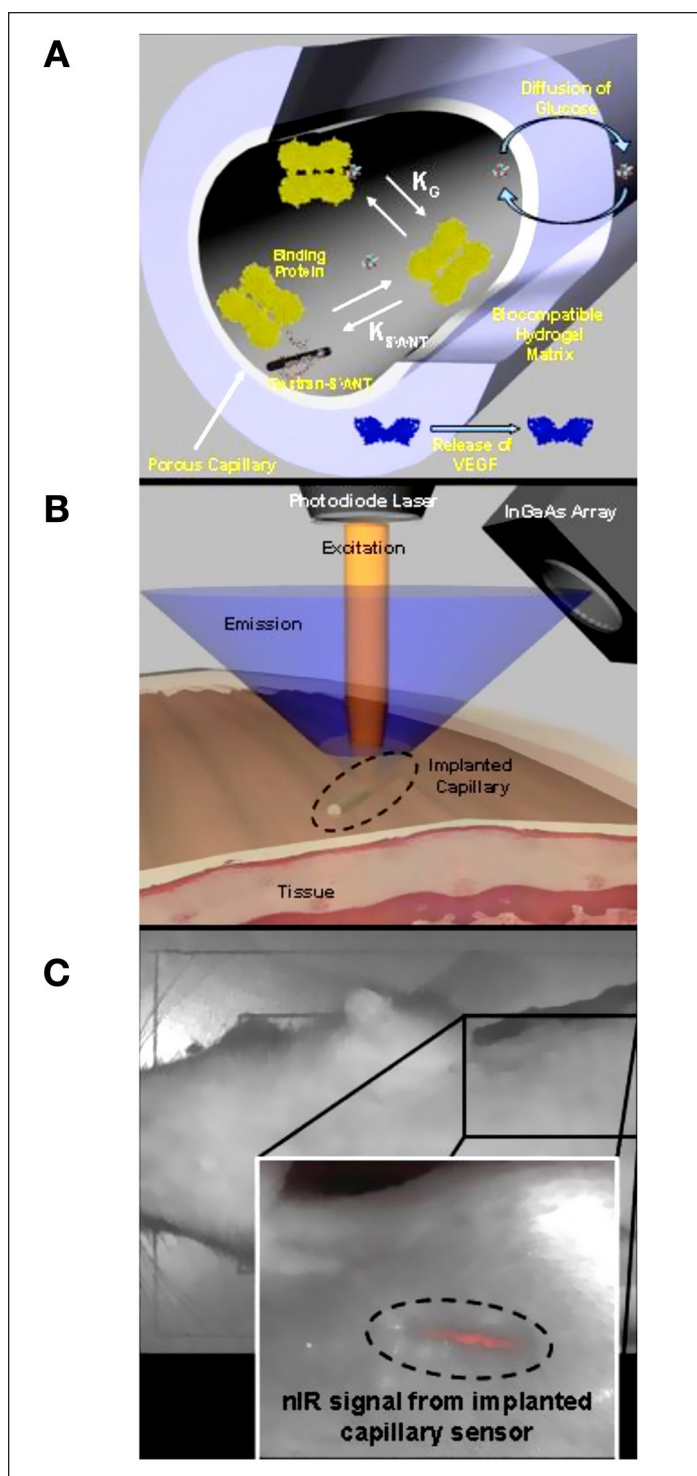 A
Diffusion of
Glucose
K_G
Binding
Protein
K_S'ANT
Biocompatible
Hydrogel
Matrix
Dextran-S'ANT
Release of
VEGF
Porous Capillary
B
Photodiode Laser
InGaAs Array
Excitation
Emission
Implanted
Capillary
Tissue
C
nIR signal from implanted
capillary sensor